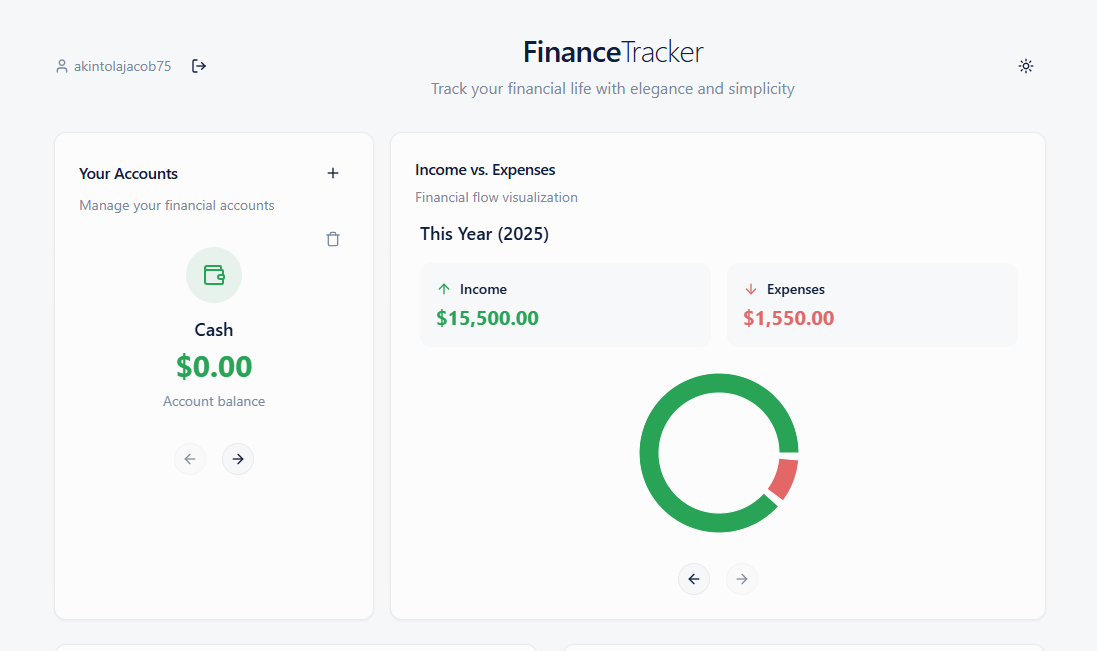 akintolajacob75
FinanceTracker
Track your financial life with elegance and simplicity
Your Accounts
Manage your financial accounts
Cash
$0.00
Account balance
Income vs. Expenses
Financial flow visualization
This Year (2025)
Income
$15,500.00
Expenses
$1,550.00